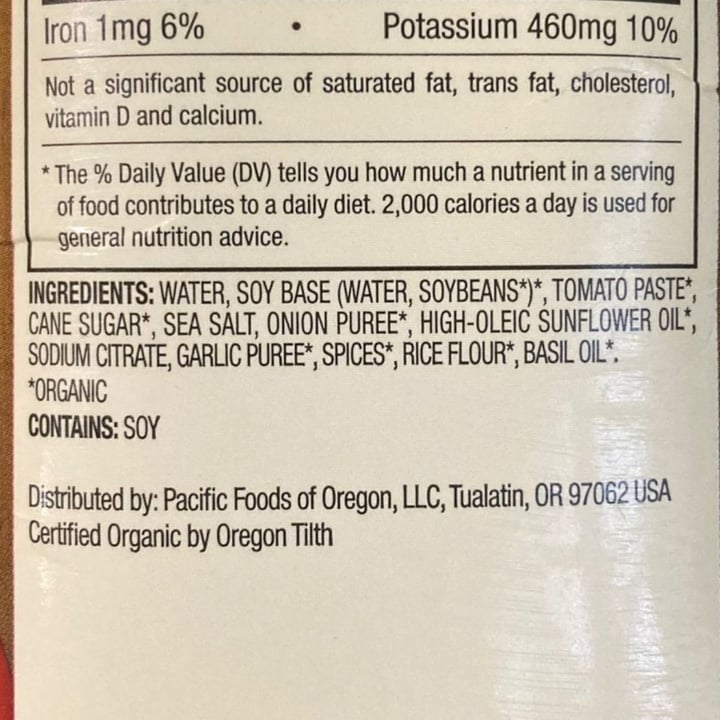 Iron 1mg 6% • Potassium 460mg 10%
Not a significant source of saturated fat, trans fat, cholesterol,
vitamin D and calcium.
* The % Daily Value (DV) tells you how much a nutrient in a serving
of food contributes to a daily diet. 2,000 calories a day is used for
general nutrition advice.
INGREDIENTS: WATER, SOY BASE (WATER, SOYBEANS*)*, TOMATO PASTE*,
CANE SUGAR*, SEA SALT, ONION PUREE*, HIGH-OLEIC SUNFLOWER OIL*,
SODIUM CITRATE, GARLIC PUREE*, SPICES*, RICE FLOUR*, BASIL OIL*.
*ORGANIC
CONTAINS: SOY
Distributed by: Pacific Foods of Oregon, LLC, Tualatin, OR 97062 USA
Certified Organic by Oregon Tilth